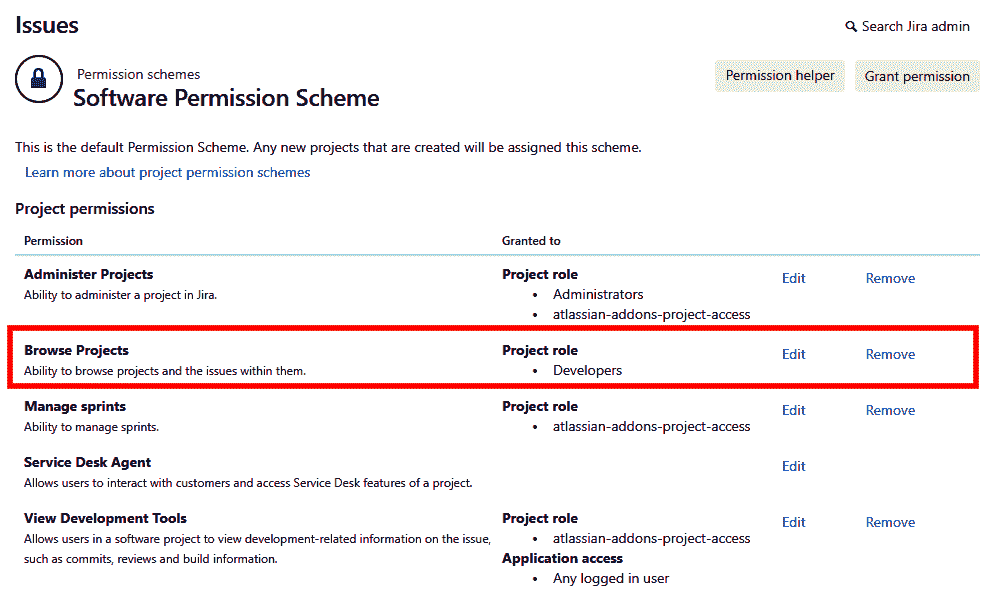 Issues
Search Jira admin
Permission schemes
Software Permission Scheme
Permission helper
Grant permission
This is the default Permission Scheme. Any new projects that are created will be assigned this scheme.
Learn more about project permission schemes
Project permissions
Permission Granted to
Administer Projects Project role Edit Remove
Ability to administer a project in Jira. • Administrators
• atlassian-addons-project-access
Browse Projects Project role Edit Remove
Ability to browse projects and the issues within them. • Developers
Manage sprints Project role Edit Remove
Ability to manage sprints. • atlassian-addons-project-access
Service Desk Agent Edit
Allows users to interact with customers and access Service Desk features of a project.
View Development Tools Project role Edit Remove
Allows users in a software project to view development-related information on the issue, • atlassian-addons-project-access
such as commits, reviews and build information. Application access
• Any logged in user